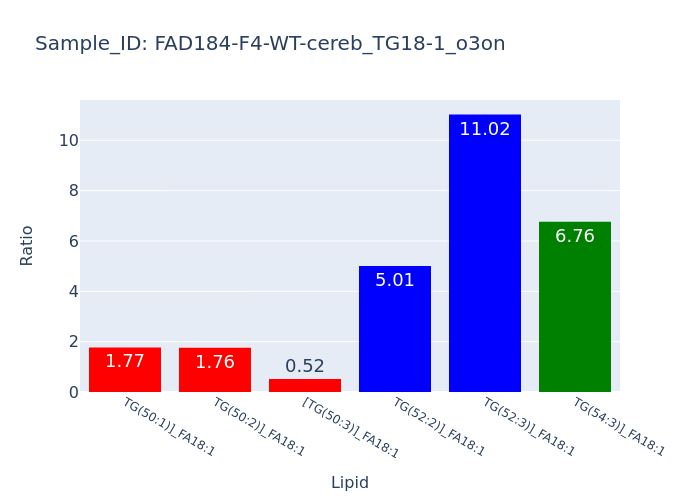 Sample_ID: FAD184-F4-WT-cereb_TG18-1_o3on
Ratio
10
8
6
4
2
0
1.77
1.76
0.52
5.01
11.02
6.76
TG(50:1)]_FA18:1
TG(50:2)]_FA18:1
[TG(50:3)]_FA18:1
TG(52:2)]_FA18:1
TG(52:3)]_FA18:1
TG(54:3)]_FA18:1
Lipid